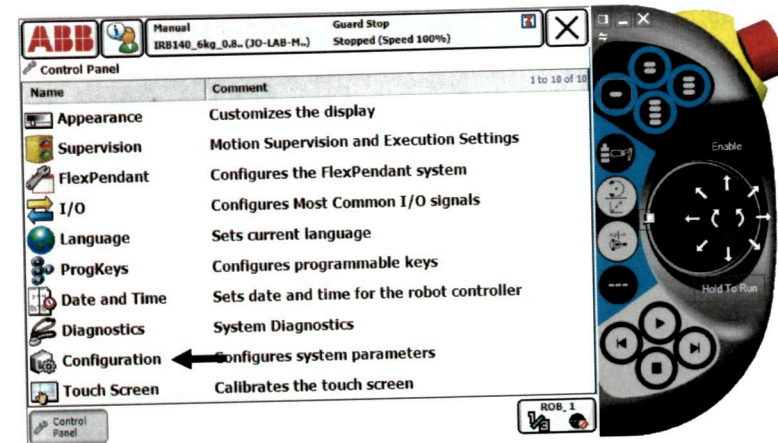 ABB
Manual
IRB140_6kg_0.8.. (JO-LAB-M..)
Guard Stop
Stopped (Speed 100%)
Control Panel
Name
Comment
1 to 10 of 10
Appearance
Customizes the display
Supervision
Motion Supervision and Execution Settings
FlexPendant
Configures the FlexPendant system
I/O
Configures Most Common I/O signals
Language
Sets current language
ProgKeys
Configures programmable keys
Date and Time
Sets date and time for the robot controller
Diagnostics
System Diagnostics
Configuration
Configures system parameters
Touch Screen
Calibrates the touch screen
Control
Panel
ROB_1
1/3
Enable
Hold To Run